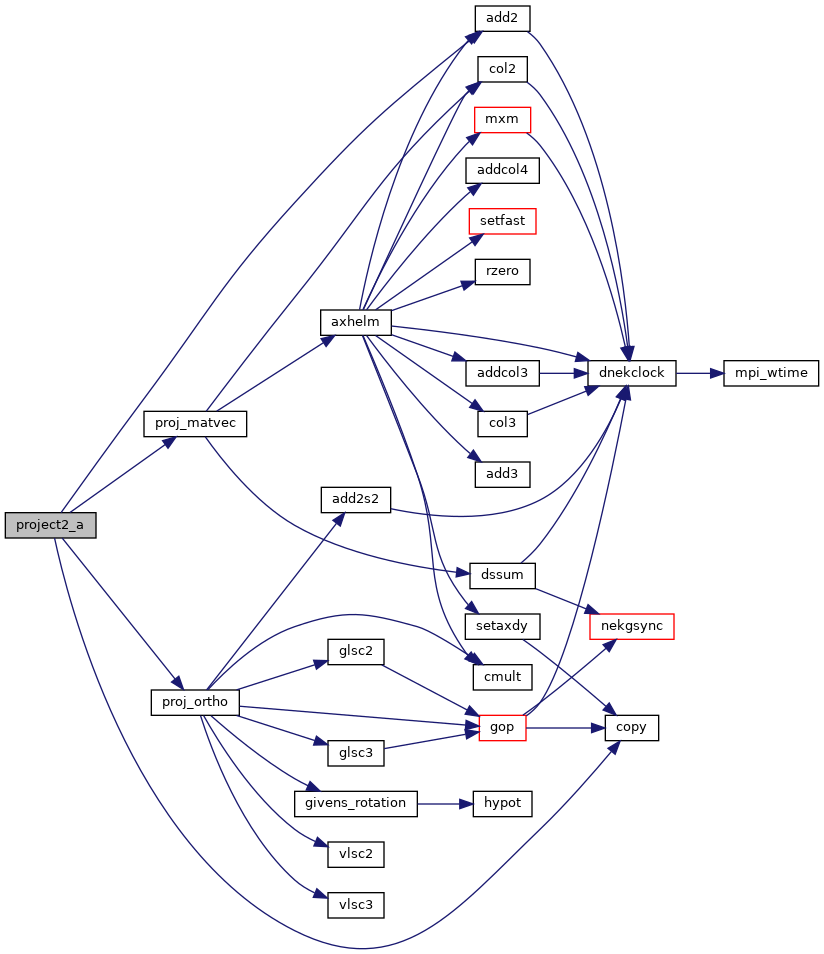 add2
col2
mxm
addcol4
setfast
rzero
axhelm
addcol3
dnekclock
mpi_wtime
col3
proj_matvec
add3
add2s2
project2_a
dssum
setaxdy
nekgsync
glsc2
cmult
proj_ortho
gop
copy
glsc3
givens_rotation
hypot
vlsc2
vlsc3